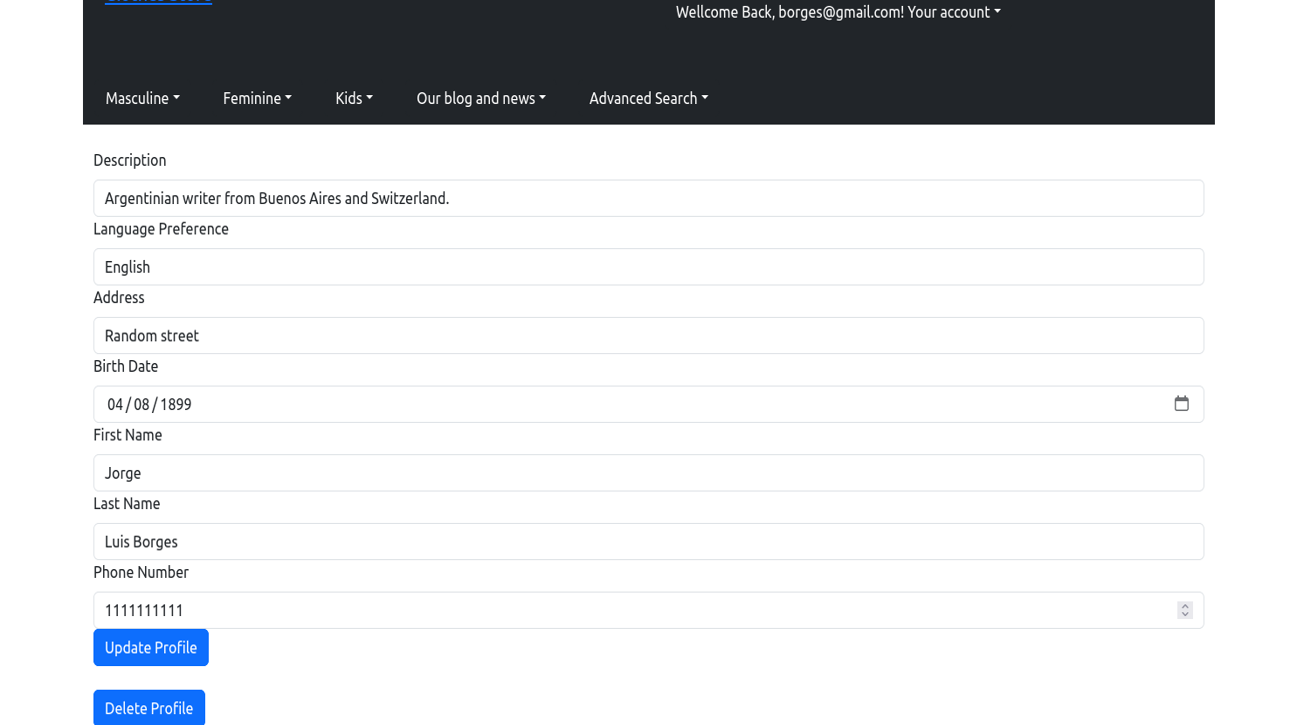 Wellcome Back, borges@gmail.com! Your account
Masculine Feminine Kids Our blog and news Advanced Search
Description
Argentinian writer from Buenos Aires and Switzerland.
Language Preference
English
Address
Random street
Birth Date
04/08/1899
First Name
Jorge
Last Name
Luis Borges
Phone Number
1111111111
Update Profile
Delete Profile